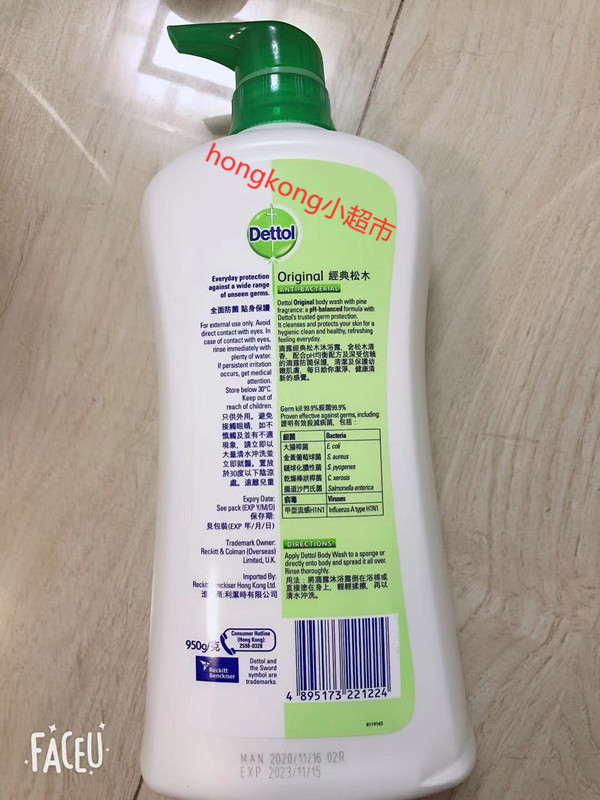 hongkong小超市
Dettol
Everyday protection
against a wide range
of unseen germs.
全面防菌 貼身保護
For external use only. Avoid
direct contact with eyes. In
case of contact with eyes,
rinse immediately with
plenty of water.
If persistent irritation
occurs, get medical
attention.
Store below 30°C.
Keep out of
reach of children.
只供外用。避免
接觸眼睛，如不
慎觸及並有不適
現象，請立即以
大量清水沖洗並
立即就醫。置放
於30度以下陰涼
處。遠離兒童
Expiry Date:
See pack (EXP Y/M/D)
保存期:
見包裝(EXP 年/月/日)
Trademark Owner:
Reckitt & Colman (Overseas)
Limited, U.K.
Imported By:
Reckitt Benckiser Hong Kong Ltd.
進口商:利潔時有限公司
950g/克
Consumer Hotline
(Hong Kong):
2598-0328
Reckitt
Benckiser
Dettol and
the Sword
symbol are
trademarks.
Original 經典松木
ANTI-BACTERIAL
Dettol Original body wash with pine
fragrance: a pH-balanced formula with
Dettol's trusted germ protection.
It cleanses and protects your skin for a
hygienic clean and healthy, refreshing
feeling everyday.
滴露經典松木沐浴露，含松木清
香，配合pH均衡配方及深受信賴
的滴露防菌保護，清潔及保護幼
嫩肌膚，每日給你潔淨、健康清
新的感覺。
Germ kill 99.9%殺菌99.9%
Proven effective against germs, including:
證明有效殺滅病菌，包括：
細菌 Bacteria
大腸桿菌 E. coli
金黃葡萄球菌 S. aureus
鏈球化膿性菌 S. pyogenes
乾燥棒狀桿菌 C. xerosis
腸道沙門氏菌 Salmonella enterica
病毒 Viruses
甲型流感H1N1 Influenza A type H1N1
DIRECTIONS:
Apply Dettol Body Wash to a sponge or
directly onto body and spread it all over.
Rinse thoroughly.
用法：將滴露沐浴露倒在浴棉或
直接塗在身上，輕輕揉擦，再以
清水沖洗。
4 895173 221224
8119163
MAN 2020/11/16 02R
EXP 2023/11/15
FACEU